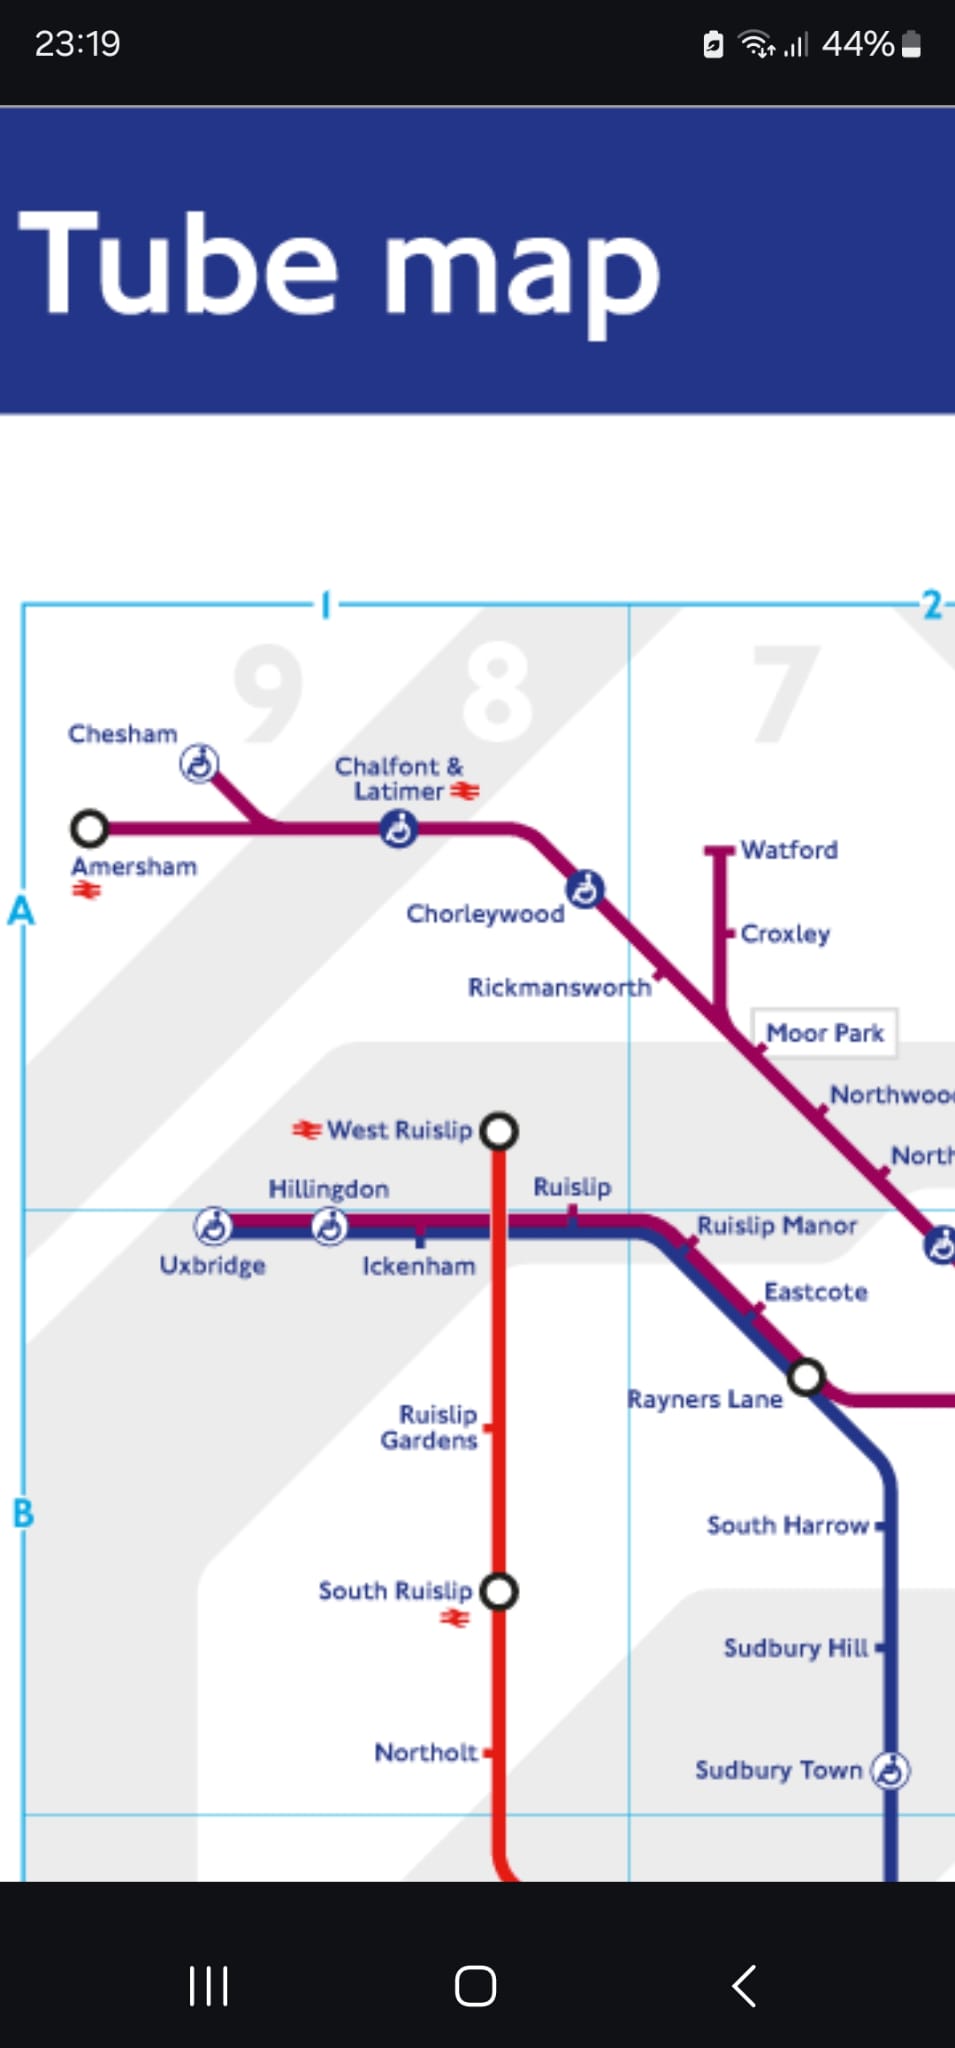 23:19
44%
Tube map
1
2
9
8
7
Chesham
Chalfont &
Latimer
Amersham
Watford
A
Chorleywood
Croxley
Rickmansworth
Moor Park
Northwoo
West Ruislip
North
Hillingdon
Ruislip
Ruislip Manor
Uxbridge
Ickenham
Eastcote
Rayners Lane
Ruislip
Gardens
B
South Harrow
South Ruislip
Sudbury Hill
Northolt
Sudbury Town